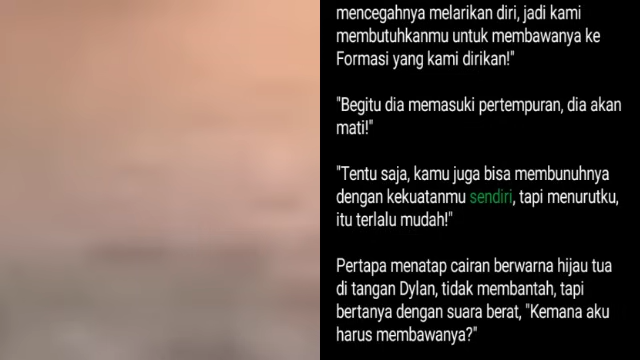 mencegahnya melarikan diri, jadi kami
membutuhkanmu untuk membawanya ke
Formasi yang kami dirikan!"
"Begitu dia memasuki pertempuran, dia akan
mati!"
"Tentu saja, kamu juga bisa membunuhnya
dengan kekuatanmu sendiri, tapi menurutku,
itu terlalu mudah!"
Pertapa menatap cairan berwarna hijau tua
di tangan Dylan, tidak membantah, tapi
bertanya dengan suara berat, "Kemana aku
harus membawanya?"